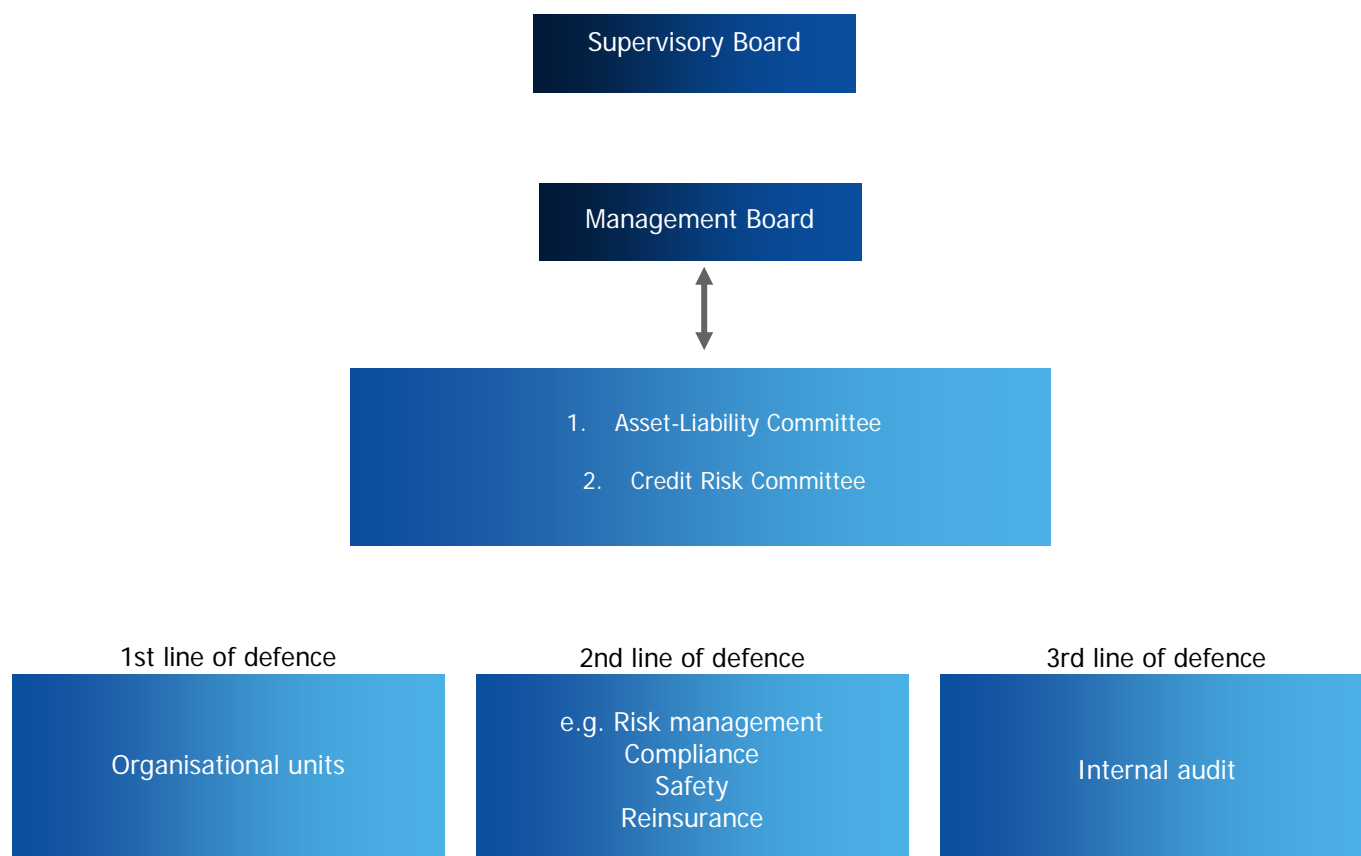 Supervisory Board
Management Board
1. Asset-Liability Committee
2. Credit Risk Committee
1st line of defence
2nd line of defence
3rd line of defence
Organisational units
e.g. Risk management
Compliance
Safety
Reinsurance
Internal audit